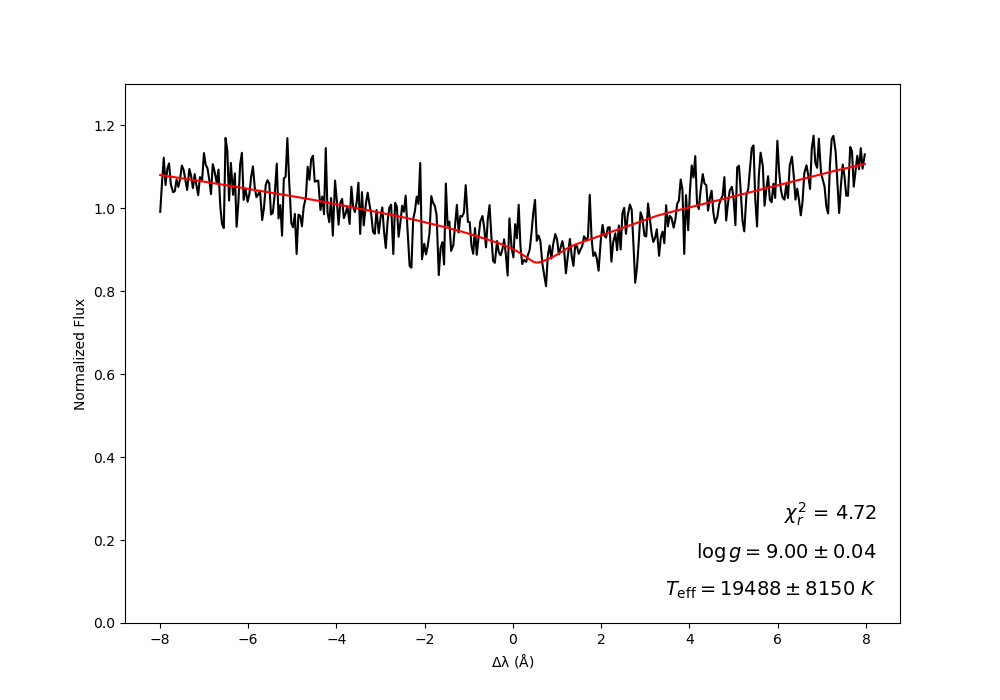 1.2
1.0
0.8
0.6
0.4
0.2
0.0
Normalized Flux
χ²ᵣ = 4.72
log g = 9.00 ± 0.04
T_eff = 19488 ± 8150 K
−8 −6 −4 −2 0 2 4 6 8
Δλ (Å)